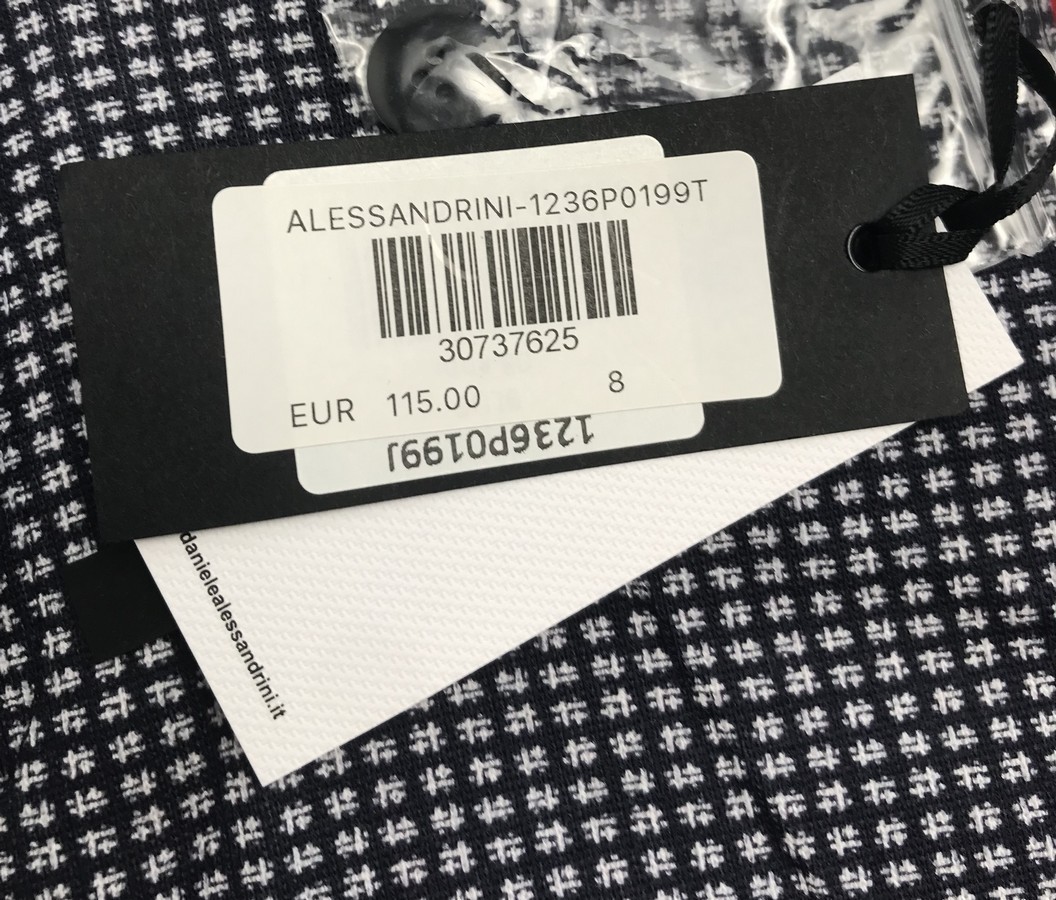 ALESSANDRINI-1236P0199T
30737625
EUR 115.00 8
1236P0199J
danielealessandrini.it